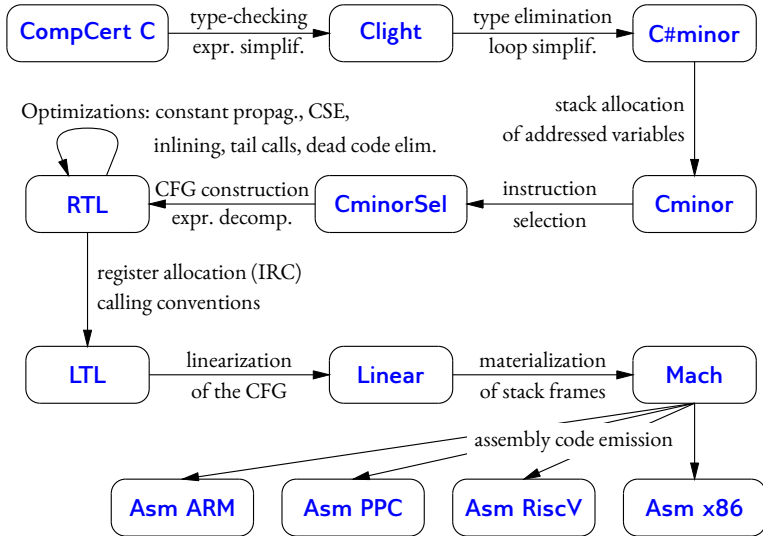 CompCert C
type-checking
expr. simplif.
Clight
type elimination
loop simplif.
C#minor
stack allocation
of addressed variables
Optimizations: constant propag., CSE,
inlining, tail calls, dead code elim.
RTL
CFG construction
expr. decomp.
CminorSel
instruction
selection
Cminor
register allocation (IRC)
calling conventions
LTL
linearization
of the CFG
Linear
materialization
of stack frames
Mach
assembly code emission
Asm ARM
Asm PPC
Asm RiscV
Asm x86